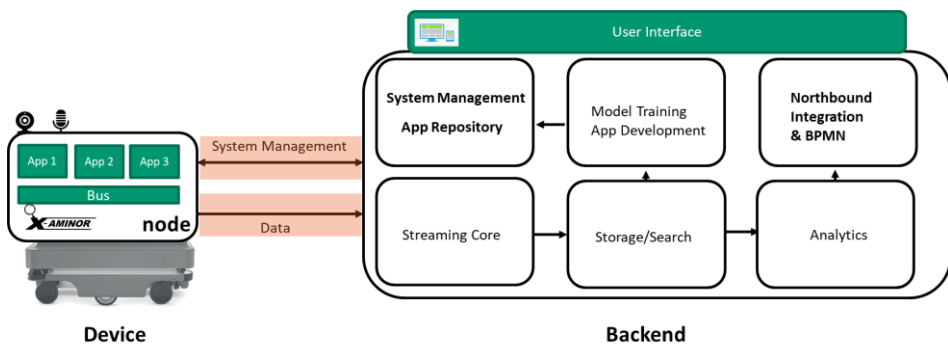 User Interface
System Management
App Repository
Model Training
App Development
Northbound
Integration
& BPMN
System Management
App 1
App 2
App 3
Bus
X-AMINOR
node
Data
Streaming Core
Storage/Search
Analytics
Device
Backend